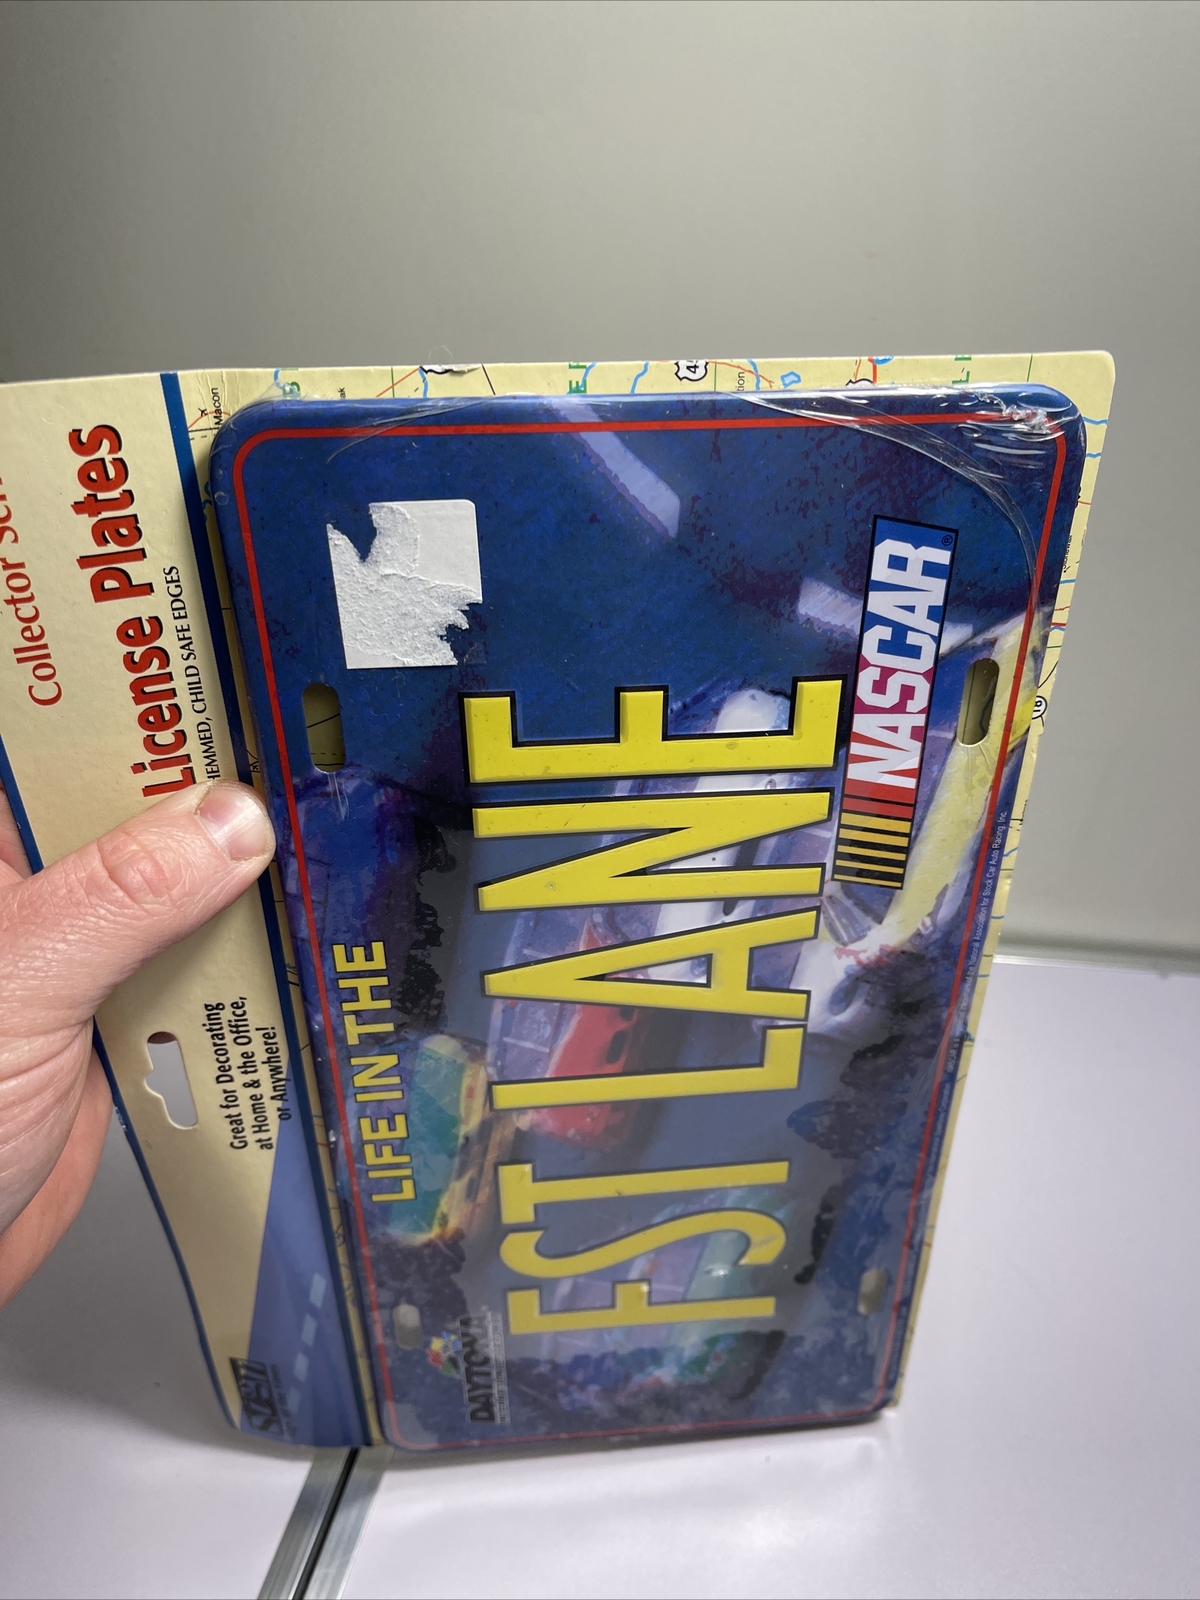 Collector
License Plates
HEMMED, CHILD SAFE EDGES
Great for Decorating
at Home & the Office,
or Anywhere!
Macon
LIFE IN THE
DAYTONA
FST LANE
NASCAR®